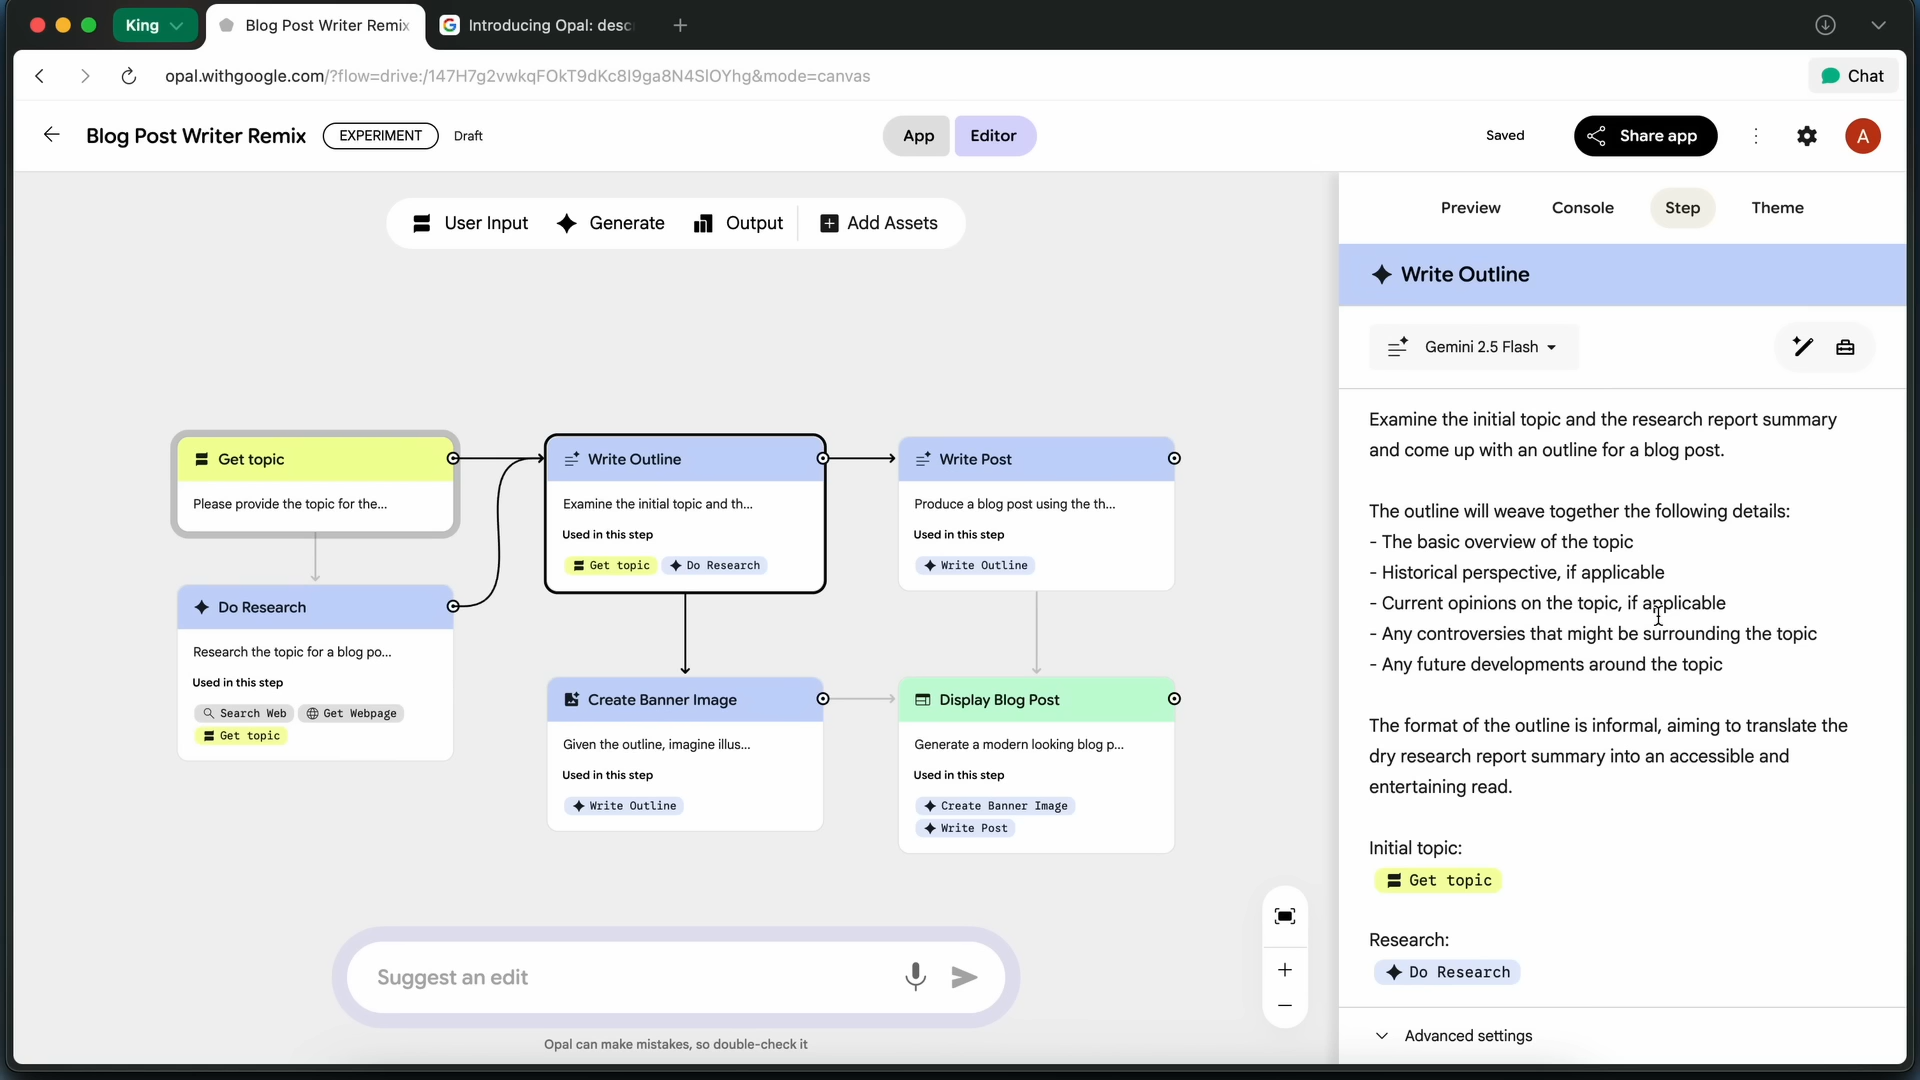 King
Blog Post Writer Remix
Introducing Opal: desc
opal.withgoogle.com/?flow=drive:/147H7g2vwkqFOkT9dKc8I9ga8N4SlOYhg&mode=canvas
Chat
Blog Post Writer Remix
EXPERIMENT
Draft
App
Editor
Saved
Share app
A
User Input
Generate
Output
Add Assets
Get topic
Please provide the topic for the...
Do Research
Research the topic for a blog po...
Used in this step
Search Web
Get Webpage
Get topic
Write Outline
Examine the initial topic and th...
Used in this step
Get topic
Do Research
Write Post
Produce a blog post using the th...
Used in this step
Write Outline
Create Banner Image
Given the outline, imagine illus...
Used in this step
Write Outline
Display Blog Post
Generate a modern looking blog p...
Used in this step
Create Banner Image
Write Post
Suggest an edit
Opal can make mistakes, so double-check it
Preview
Console
Step
Theme
Write Outline
Gemini 2.5 Flash
Examine the initial topic and the research report summary
and come up with an outline for a blog post.
The outline will weave together the following details:
- The basic overview of the topic
- Historical perspective, if applicable
- Current opinions on the topic, if applicable
- Any controversies that might be surrounding the topic
- Any future developments around the topic
The format of the outline is informal, aiming to translate the
dry research report summary into an accessible and
entertaining read.
Initial topic:
Get topic
Research:
Do Research
Advanced settings